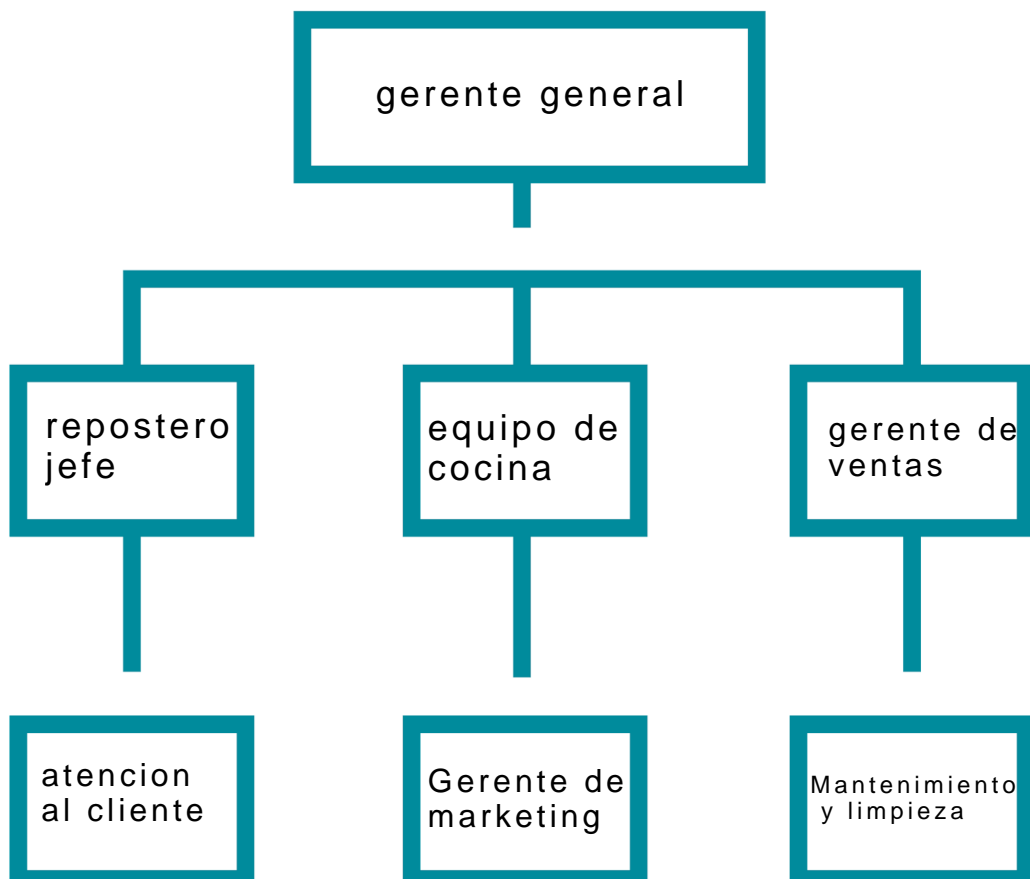 gerente general
repostero
jefe
equipo de
cocina
gerente de
ventas
atencion
al cliente
Gerente de
marketing
Mantenimiento
y limpieza